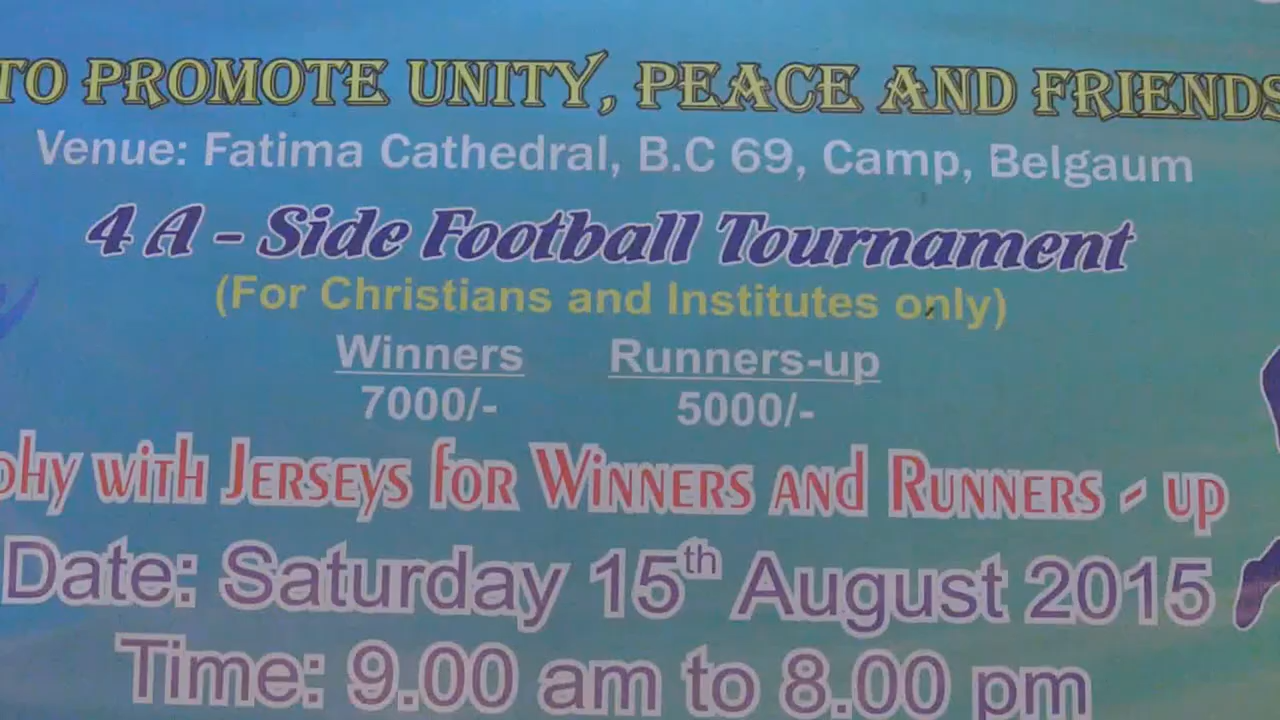 TO PROMOTE UNITY, PEACE AND FRIENDS
Venue: Fatima Cathedral, B.C 69, Camp, Belgaum
4 A - Side Football Tournament
(For Christians and Institutes only)
Winners Runners-up
7000/- 5000/-
phy with Jerseys for Winners and Runners - up
Date: Saturday 15th August 2015
Time: 9.00 am to 8.00 pm